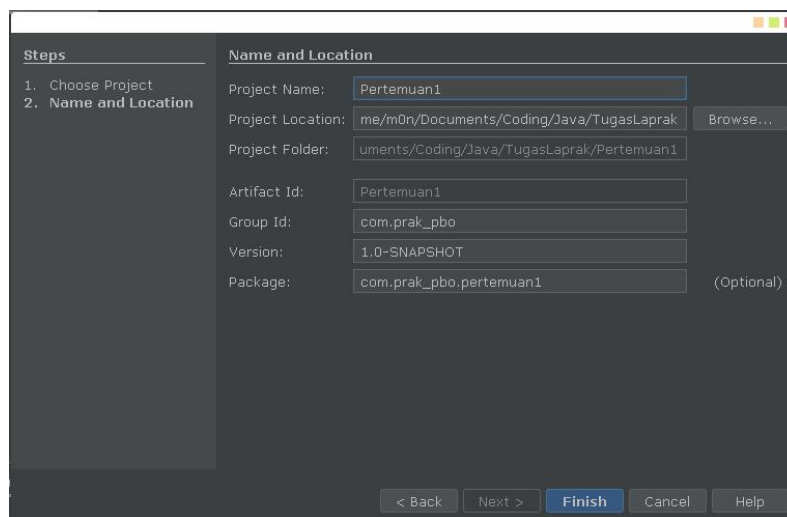 Steps
1. Choose Project
2. Name and Location
Name and Location
Project Name: Pertemuan1
Project Location: me/m0n/Documents/Coding/Java/TugasLaprak Browse...
Project Folder: uments/Coding/Java/TugasLaprak/Pertemuan1
Artifact Id: Pertemuan1
Group Id: com.prak_pbo
Version: 1.0-SNAPSHOT
Package: com.prak_pbo.pertemuan1 (Optional)
< Back Next > Finish Cancel Help